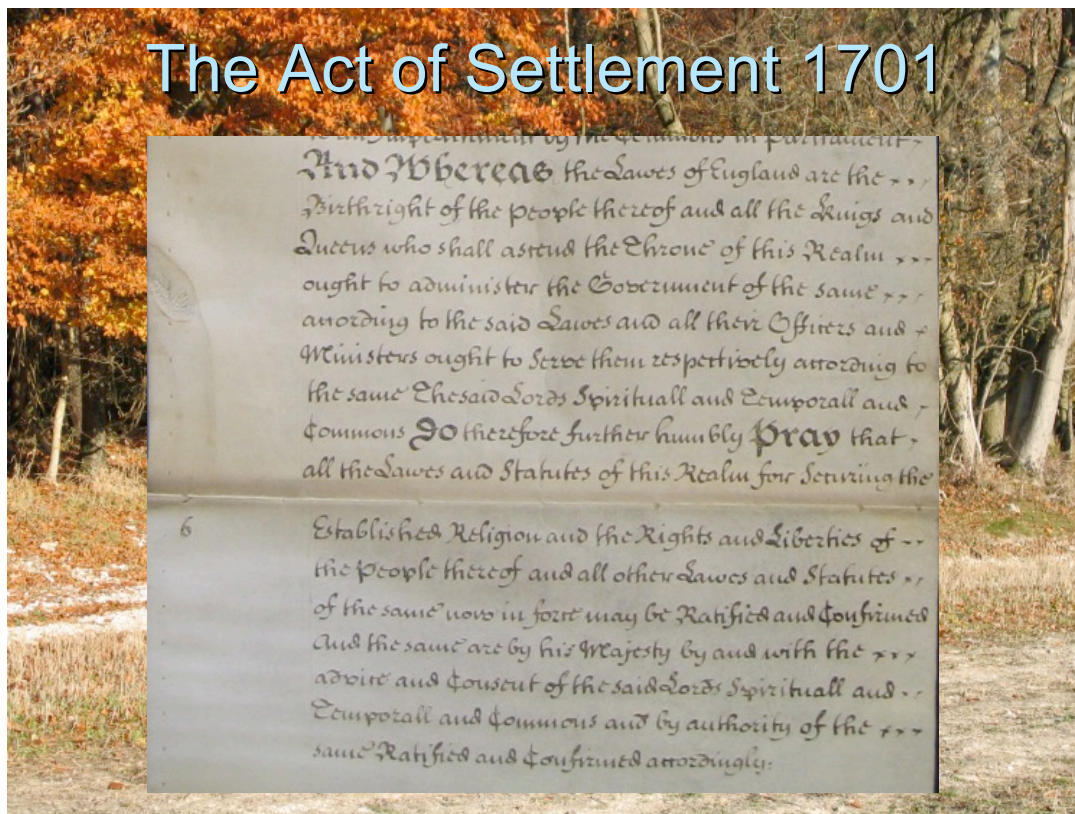 The Act of Settlement 1701
by the Commons in Parliament
And Whereas the Lawes of England are the
Birthright of the People thereof and all the Kings and
Queens who shall ascend the Throne of this Realm
ought to administer the Government of the same
according to the said Lawes and all their Officers and
Ministers ought to Serve them respectively according to
the same The said Lords Spirituall and Temporall and
Commons Do therefore further humbly Pray that
all the Lawes and Statutes of this Realm for Securing the
6
Established Religion and the Rights and Liberties of
the People thereof and all other Lawes and Statutes
of the same now in force may be Ratified and Confirmed
And the same are by his Majesty by and with the
advice and Consent of the said Lords Spirituall and
Temporall and Commons and by authority of the
same Ratified and Confirmed accordingly: